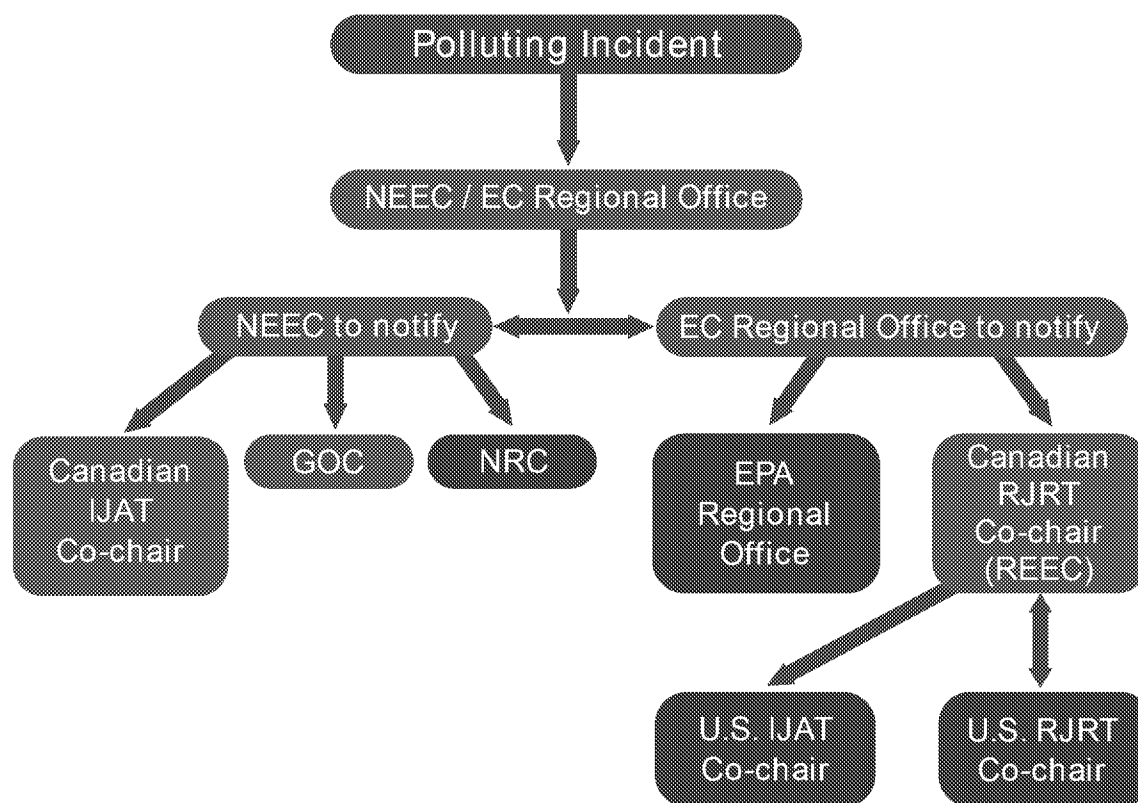 Polluting Incident
NEEC / EC Regional Office
NEEC to notify
EC Regional Office to notify
Canadian
IJAT
Co-chair
GOC
NRC
EPA
Regional
Office
Canadian
RJRT
Co-chair
(REEC)
U.S. IJAT
Co-chair
U.S. RJRT
Co-chair